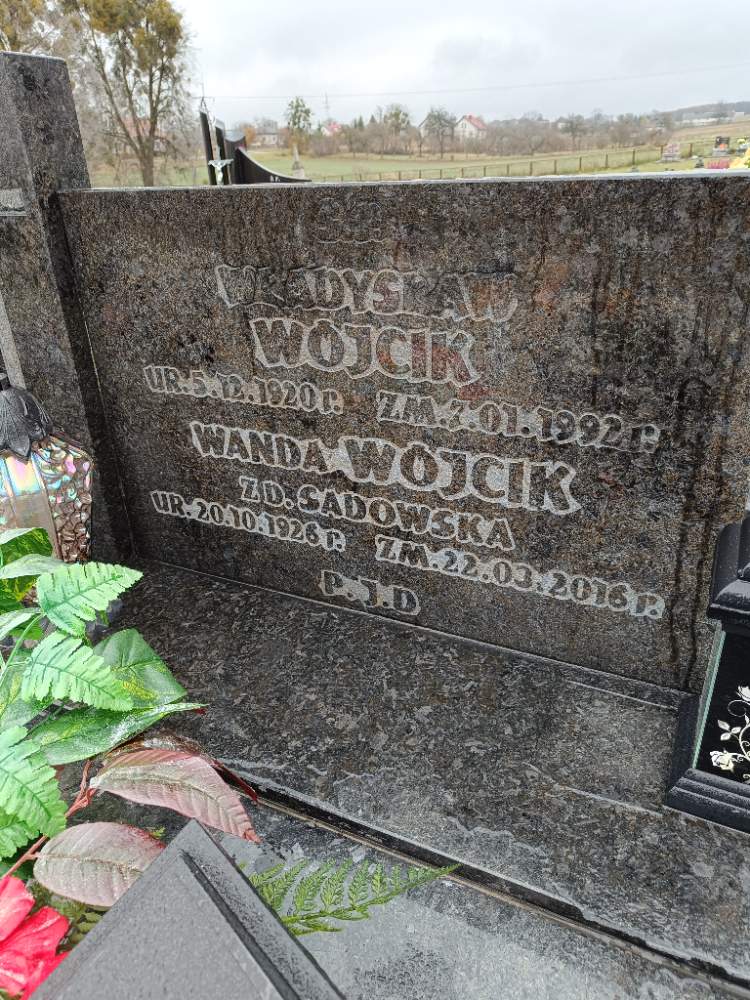 WŁADYSŁAW
WÓJCIK
UR. 5. 12. 1920 r. ZM. 7. 01. 1992 r.
WANDA WÓJCIK
Z D. SADOWSKA
UR. 20. 10. 1926 r. ZM. 22. 03. 2016 r.
P. J. D